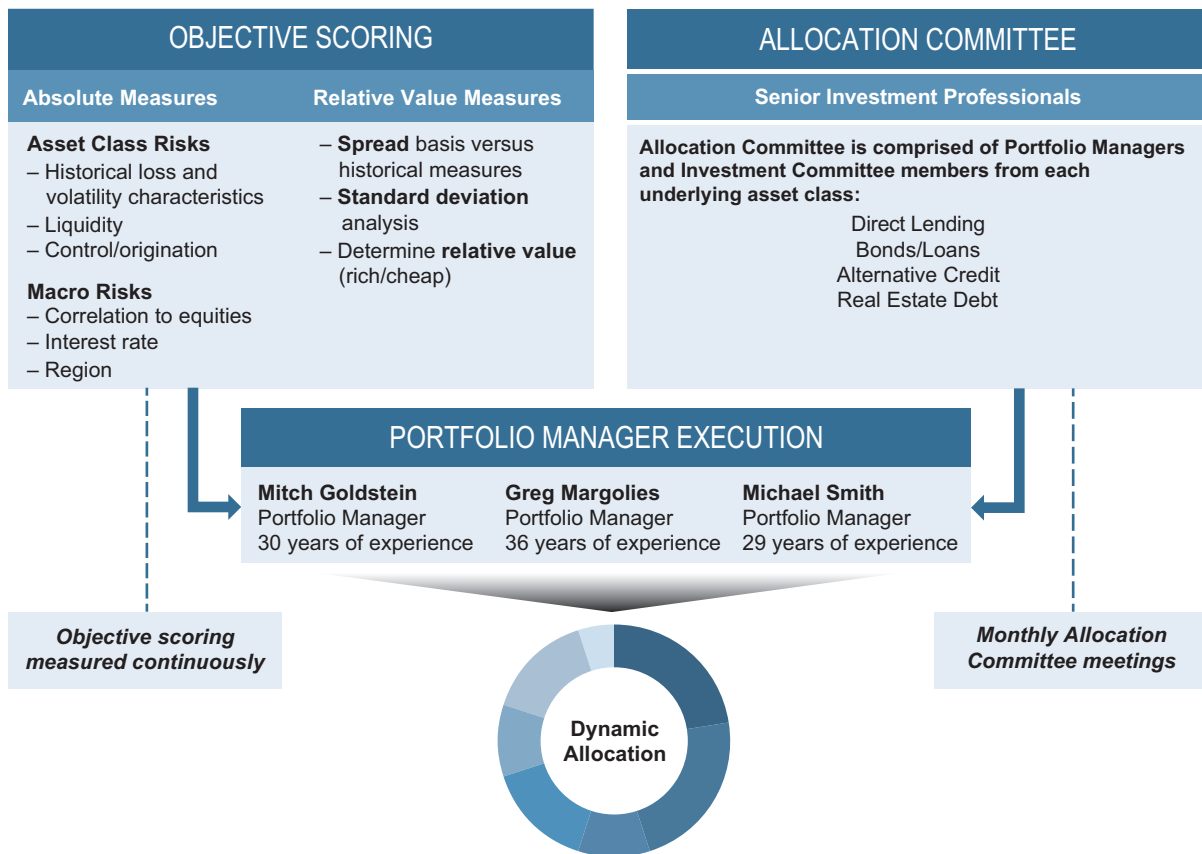 OBJECTIVE SCORING
Absolute Measures
Asset Class Risks
– Historical loss and
volatility characteristics
– Liquidity
– Control/origination
Macro Risks
– Correlation to equities
– Interest rate
– Region
Relative Value Measures
– Spread basis versus
historical measures
– Standard deviation
analysis
– Determine relative value
(rich/cheap)
ALLOCATION COMMITTEE
Senior Investment Professionals
Allocation Committee is comprised of Portfolio Managers
and Investment Committee members from each
underlying asset class:
Direct Lending
Bonds/Loans
Alternative Credit
Real Estate Debt
PORTFOLIO MANAGER EXECUTION
Mitch Goldstein
Portfolio Manager
30 years of experience
Greg Margolies
Portfolio Manager
36 years of experience
Michael Smith
Portfolio Manager
29 years of experience
Objective scoring
measured continuously
Monthly Allocation
Committee meetings
Dynamic
Allocation